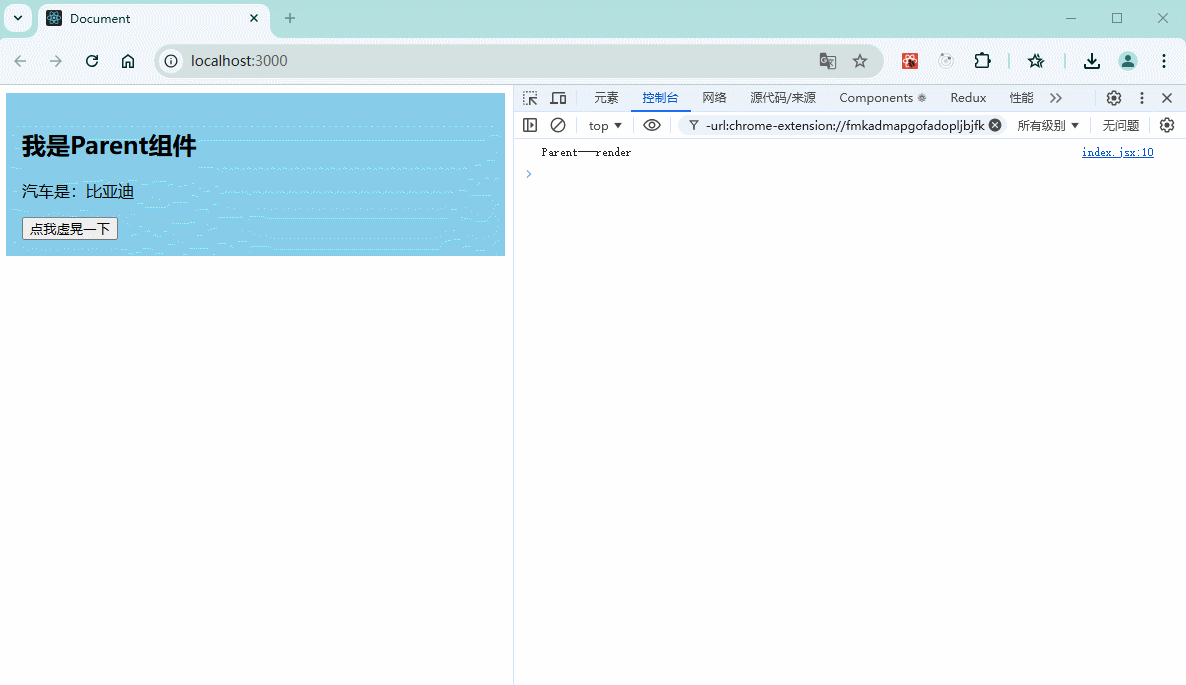 Document
localhost:3000
元素 控制台 网络 源代码/来源 Components Redux 性能
top -url:chrome-extension://fmkadmapgofadopljbjfk 所有级别 无问题
我是Parent组件
汽车是：比亚迪
点我虚晃一下
Parent---render index.jsx:10